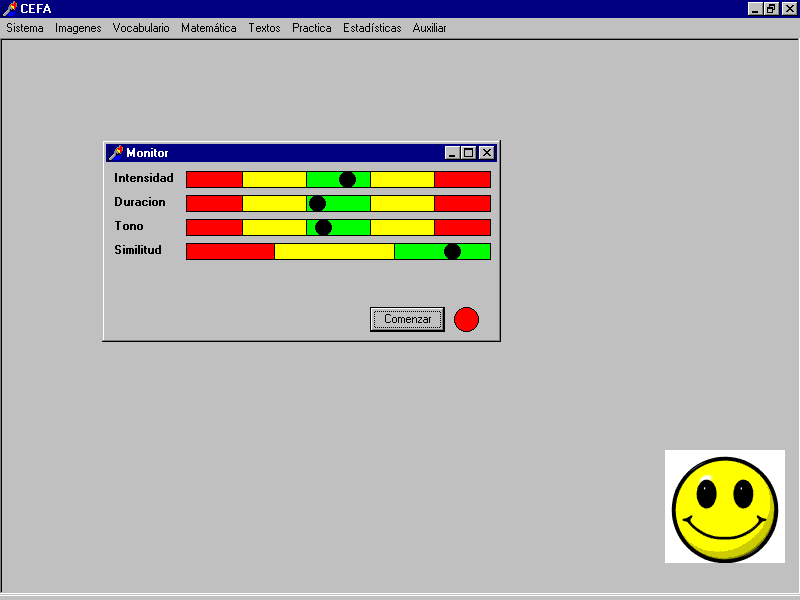 CEFA
Sistema Imagenes Vocabulario Matemática Textos Practica Estadísticas Auxiliar
Monitor
Intensidad
Duracion
Tono
Similitud
Comenzar